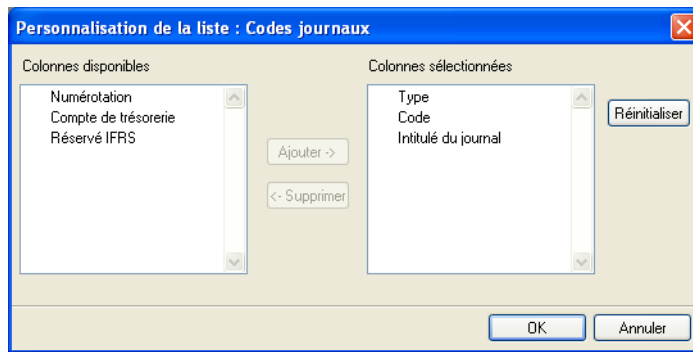 Personnalisation de la liste : Codes journaux
Colonnes disponibles
Numérotation
Compte de trésorerie
Réservé IFRS
Ajouter ->
<- Supprimer
Colonnes sélectionnées
Type
Code
Intitulé du journal
Réinitialiser
OK
Annuler